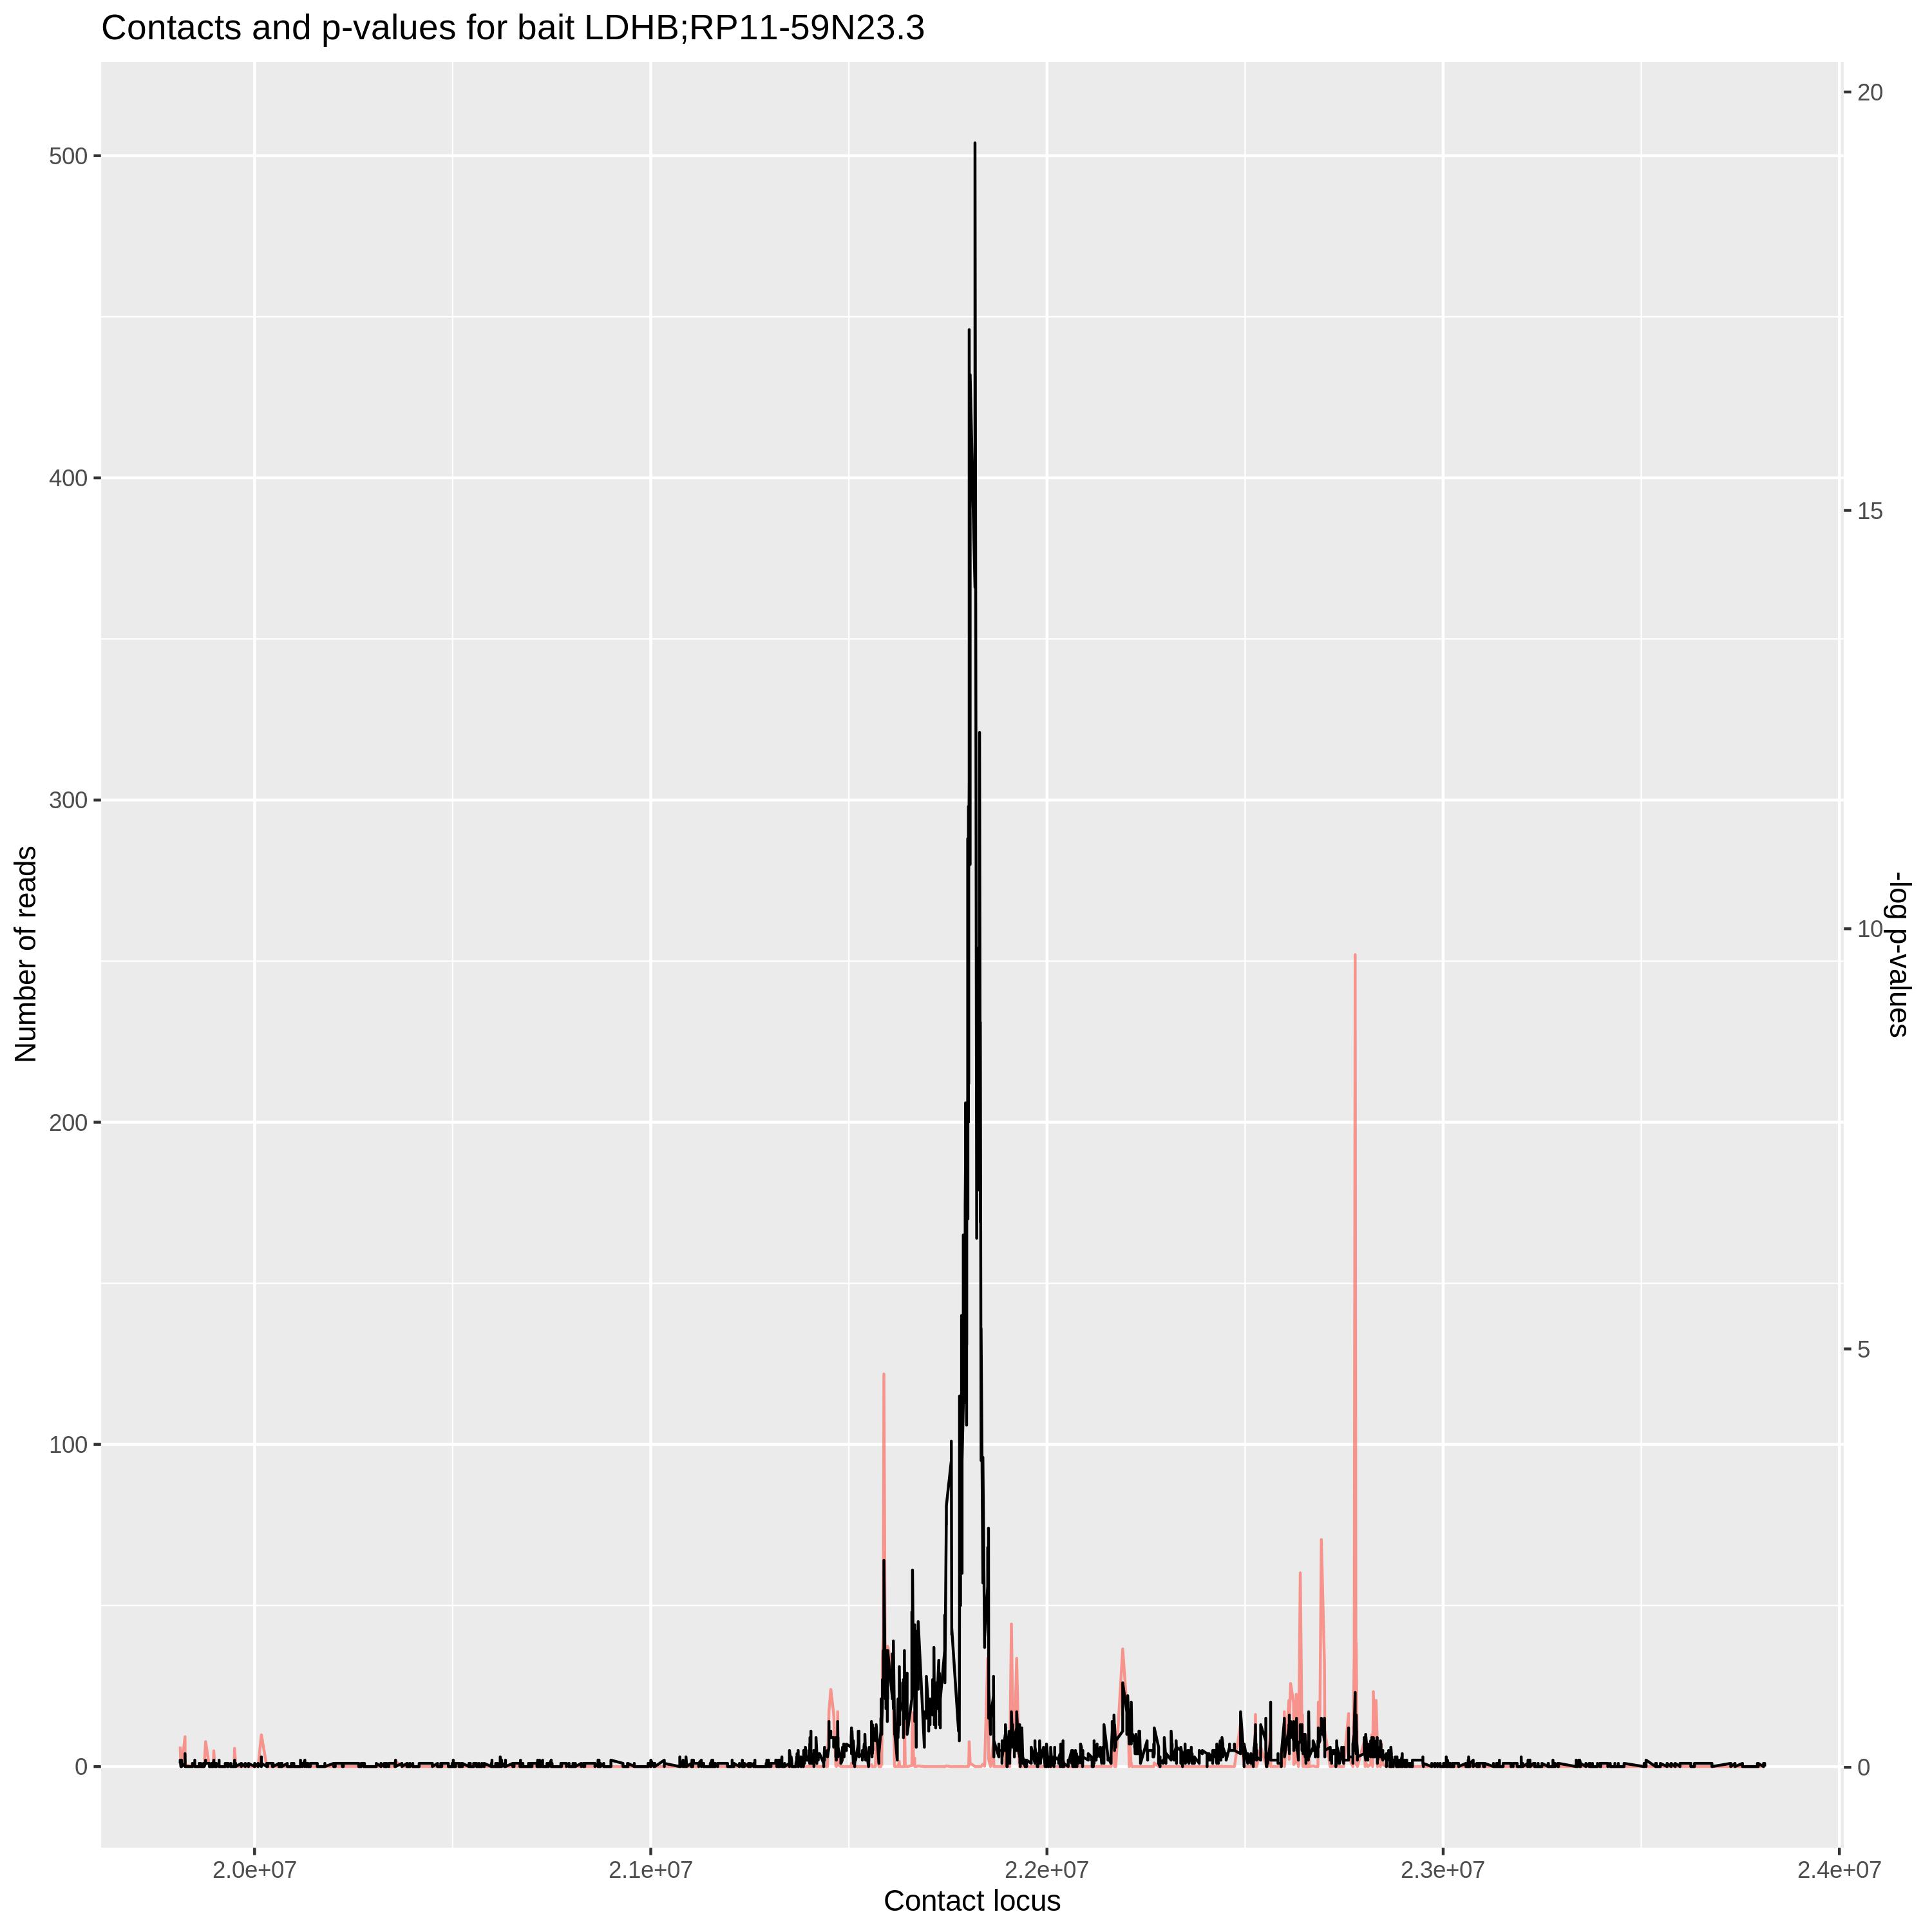 Contacts and p-values for bait LDHB;RP11-59N23.3
500
400
300
200
100
0
Number of reads
20
15
10
5
0
-log p-values
2.0e+07
2.1e+07
2.2e+07
2.3e+07
2.4e+07
Contact locus